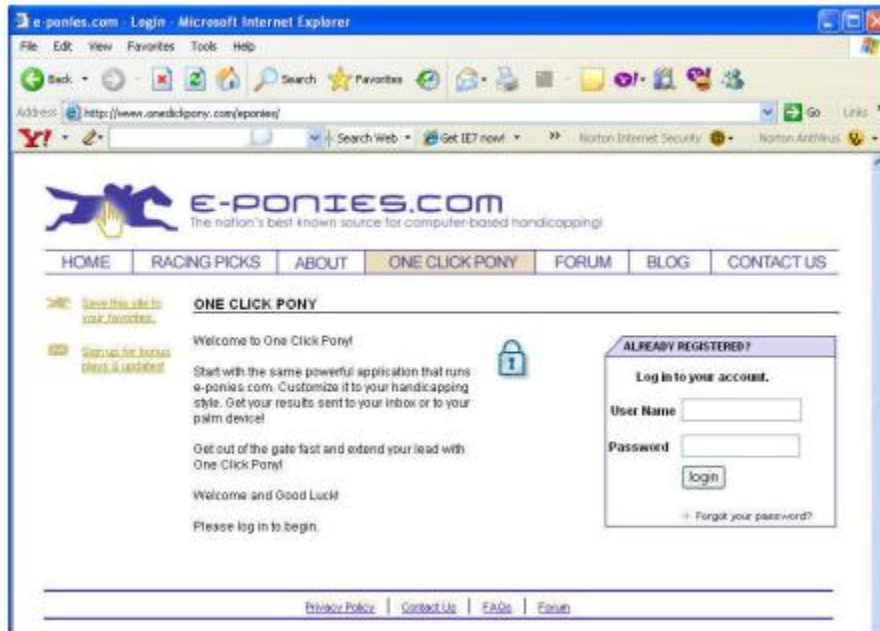 e-ponies.com - Login - Microsoft Internet Explorer
File Edit View Favorites Tools Help
Back Search Favorites
Address http://www.oneclickpony.com/eponies/ Go Links
Y! Search Web Get IE7 now! Norton Internet Security Norton AntiVirus
E-PONIES.COM
The nation's best known source for computer-based handicapping!
HOME RACING PICKS ABOUT ONE CLICK PONY FORUM BLOG CONTACT US
Save this site to
your favorites.
Sign up for bonus
plays & updates!
ONE CLICK PONY
Welcome to One Click Pony!
Start with the same powerful application that runs
e-ponies.com. Customize it to your handicapping
style. Get your results sent to your inbox or to your
palm device!
Get out of the gate fast and extend your lead with
One Click Pony!
Welcome and Good Luck!
Please log in to begin.
ALREADY REGISTERED?
Log in to your account.
User Name
Password
login
Forgot your password?
Privacy Policy | Contact Us | FAQs | Forum